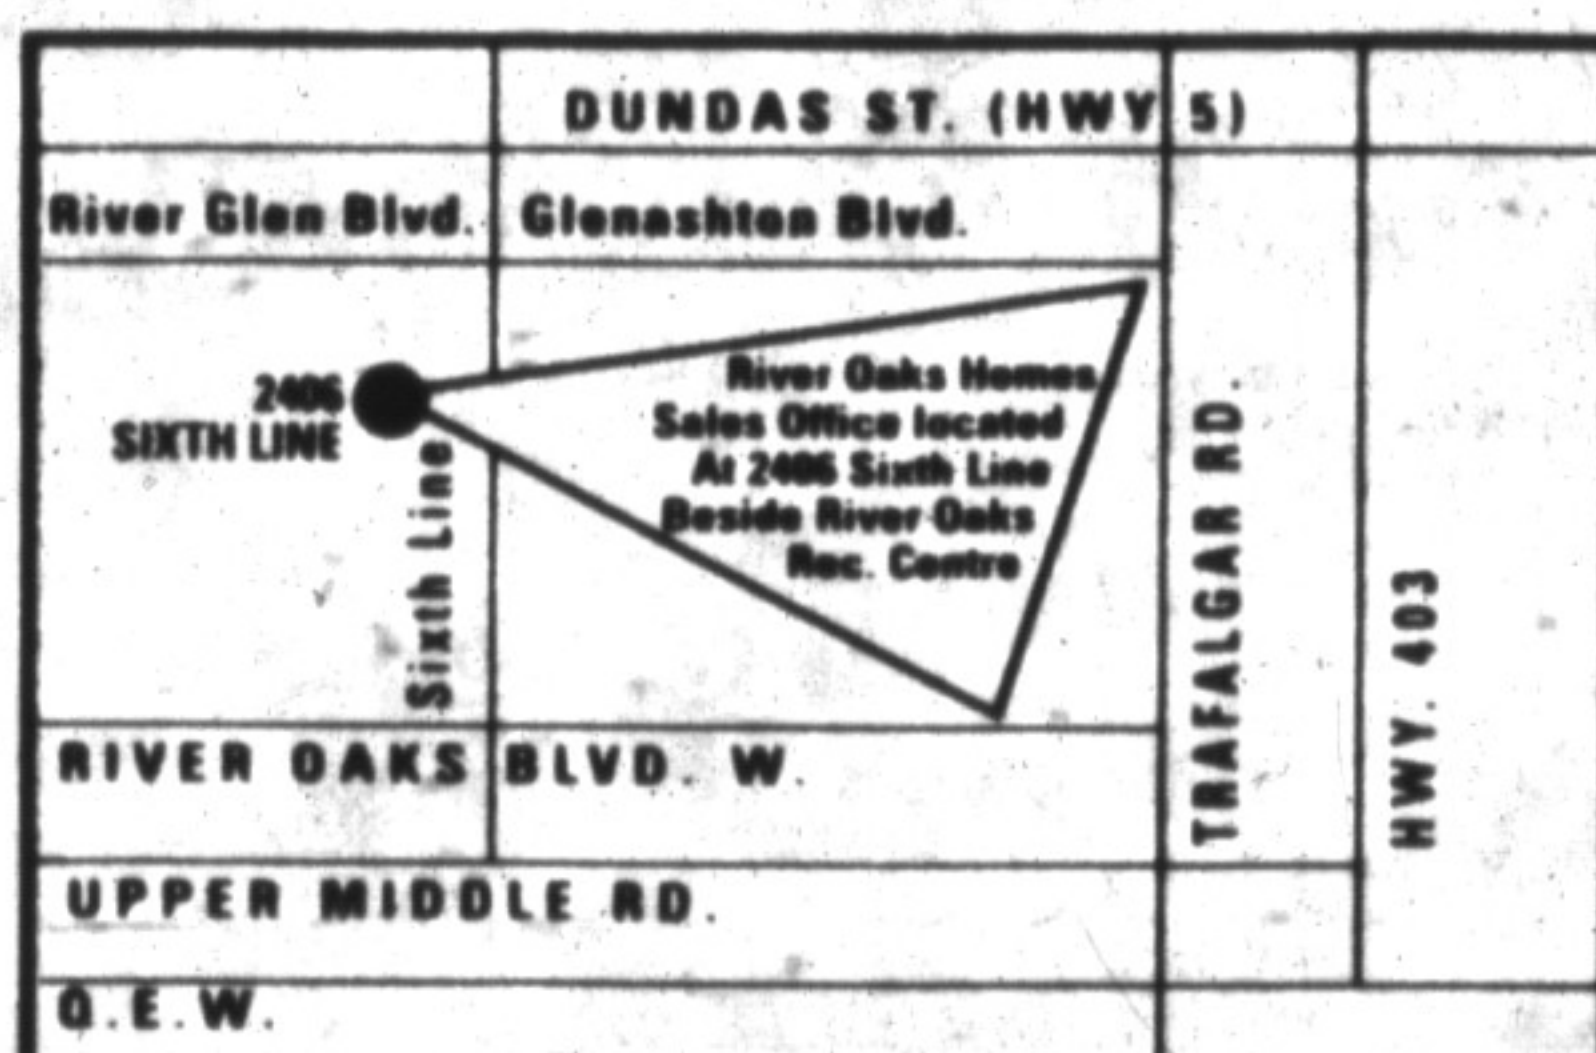 DUNDAS ST. (HWY 5)
River Glen Blvd.
Glenashton Blvd.
2406
SIXTH LINE
Sixth Line
River Oaks Homes
Sales Office located
At 2406 Sixth Line
Beside River Oaks
Rec. Centre
TRAFALGAR RD.
HWY. 403
RIVER OAKS BLVD. W.
UPPER MIDDLE RD.
Q.E.W.